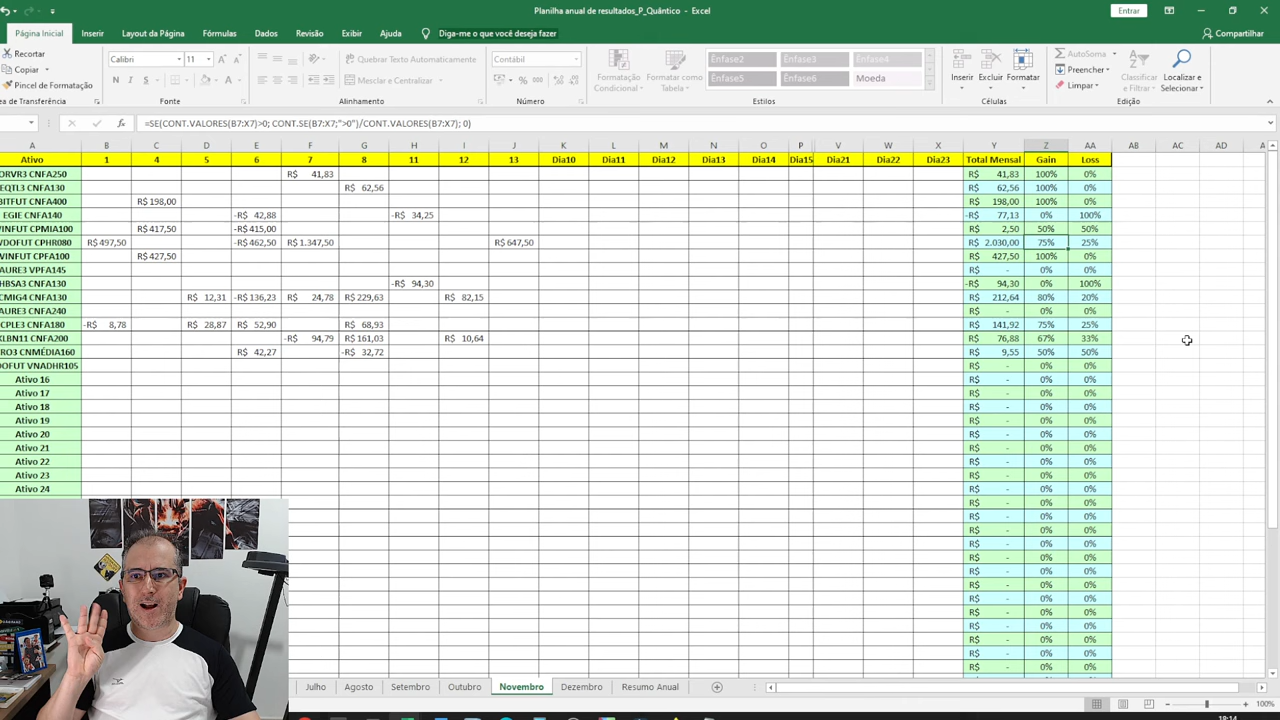 Planilha anual de resultados_P_Quântico - Excel
Entrar
Página Inicial Inserir Layout da Página Fórmulas Dados Revisão Exibir Ajuda Diga-me o que você deseja fazer Compartilhar
Recortar
Copiar
Pincel de Formatação
Calibri 11
N I S
Quebrar Texto Automaticamente
Mesclar e Centralizar
Contábil
% 000
Formatação Condicional
Formatar como Tabela
Ênfase2 Ênfase3 Ênfase4
Ênfase5 Ênfase6 Moeda
Inserir Excluir Formatar
AutoSoma
Preencher
Limpar
Classificar e Filtrar
Localizar e Selecionar
a de Transferência Fonte Alinhamento Número Estilos Células Edição
fx =SE(CONT.VALORES(B7:X7)>0; CONT.SE(B7:X7;">0")/CONT.VALORES(B7:X7); 0)
A B C D E F G H I J K L M N O P V W X Y Z AA AB AC AD A
Ativo 1 4 5 6 7 8 11 12 13 Dia10 Dia11 Dia12 Dia13 Dia14 Dia15 Dia21 Dia22 Dia23 Total Mensal Gain Loss
ORVR3 CNFA250 R$ 41,83 R$ 41,83 100% 0%
EQTL3 CNFA130 R$ 62,56 R$ 62,56 100% 0%
BITFUT CNFA400 R$ 198,00 R$ 198,00 100% 0%
EGIE CNFA140 -R$ 42,88 -R$ 34,25 -R$ 77,13 0% 100%
WINFUT CPMIA100 R$ 417,50 -R$ 415,00 R$ 2,50 50% 50%
WDOFUT CPHR080 R$ 497,50 -R$ 462,50 R$ 1.347,50 R$ 647,50 R$ 2.030,00 75% 25%
WINFUT CPFA100 R$ 427,50 R$ 427,50 100% 0%
AURE3 VPFA145 R$ - 0% 0%
HBSA3 CNFA130 -R$ 94,30 -R$ 94,30 0% 100%
CMIG4 CNFA130 R$ 12,31 -R$ 136,23 R$ 24,78 R$ 229,63 R$ 82,15 R$ 212,64 80% 20%
AURE3 CNFA240 R$ - 0% 0%
CPLE3 CNFA180 -R$ 8,78 R$ 28,87 R$ 52,90 R$ 68,93 R$ 141,92 75% 25%
KLBN11 CNFA200 -R$ 94,79 R$ 161,03 R$ 10,64 R$ 76,88 67% 33%
RO3 CNMÉDIA160 R$ 42,27 -R$ 32,72 R$ 9,55 50% 50%
DOFUT VNADHR105 R$ - 0% 0%
Ativo 16 R$ - 0% 0%
Ativo 17 R$ - 0% 0%
Ativo 18 R$ - 0% 0%
Ativo 19 R$ - 0% 0%
Ativo 20 R$ - 0% 0%
Ativo 21 R$ - 0% 0%
Ativo 22 R$ - 0% 0%
Ativo 23 R$ - 0% 0%
Ativo 24 R$ - 0% 0%
R$ - 0% 0%
R$ - 0% 0%
R$ - 0% 0%
R$ - 0% 0%
R$ - 0% 0%
R$ - 0% 0%
R$ - 0% 0%
R$ - 0% 0%
R$ - 0% 0%
R$ - 0% 0%
R$ - 0% 0%
R$ - 0% 0%
R$ - 0% 0%
Julho Agosto Setembro Outubro Novembro Dezembro Resumo Anual
100%
18:14